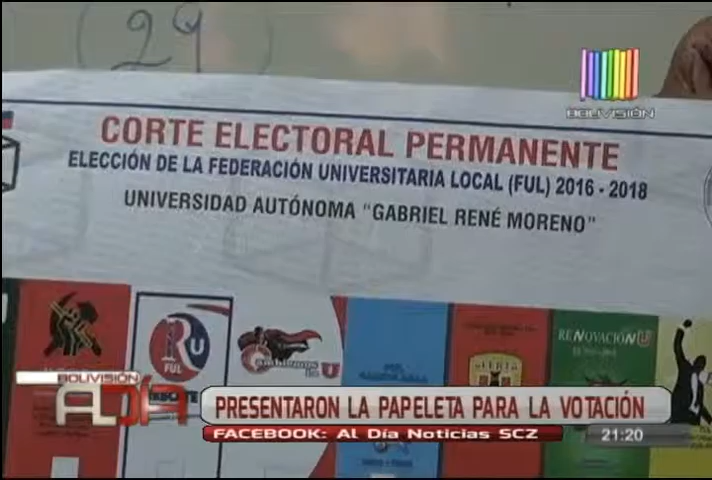 (29)
BOLIVISIÓN
CORTE ELECTORAL PERMANENTE
ELECCIÓN DE LA FEDERACIÓN UNIVERSITARIA LOCAL (FUL) 2016 - 2018
UNIVERSIDAD AUTÓNOMA "GABRIEL RENÉ MORENO"
RU
FUL
Cambiemos
la U
RENOVACIÓN U
BOLIVISIÓN
AL DÍA
PRESENTARON LA PAPELETA PARA LA VOTACIÓN
FACEBOOK: Al Día Noticias SCZ
21:20